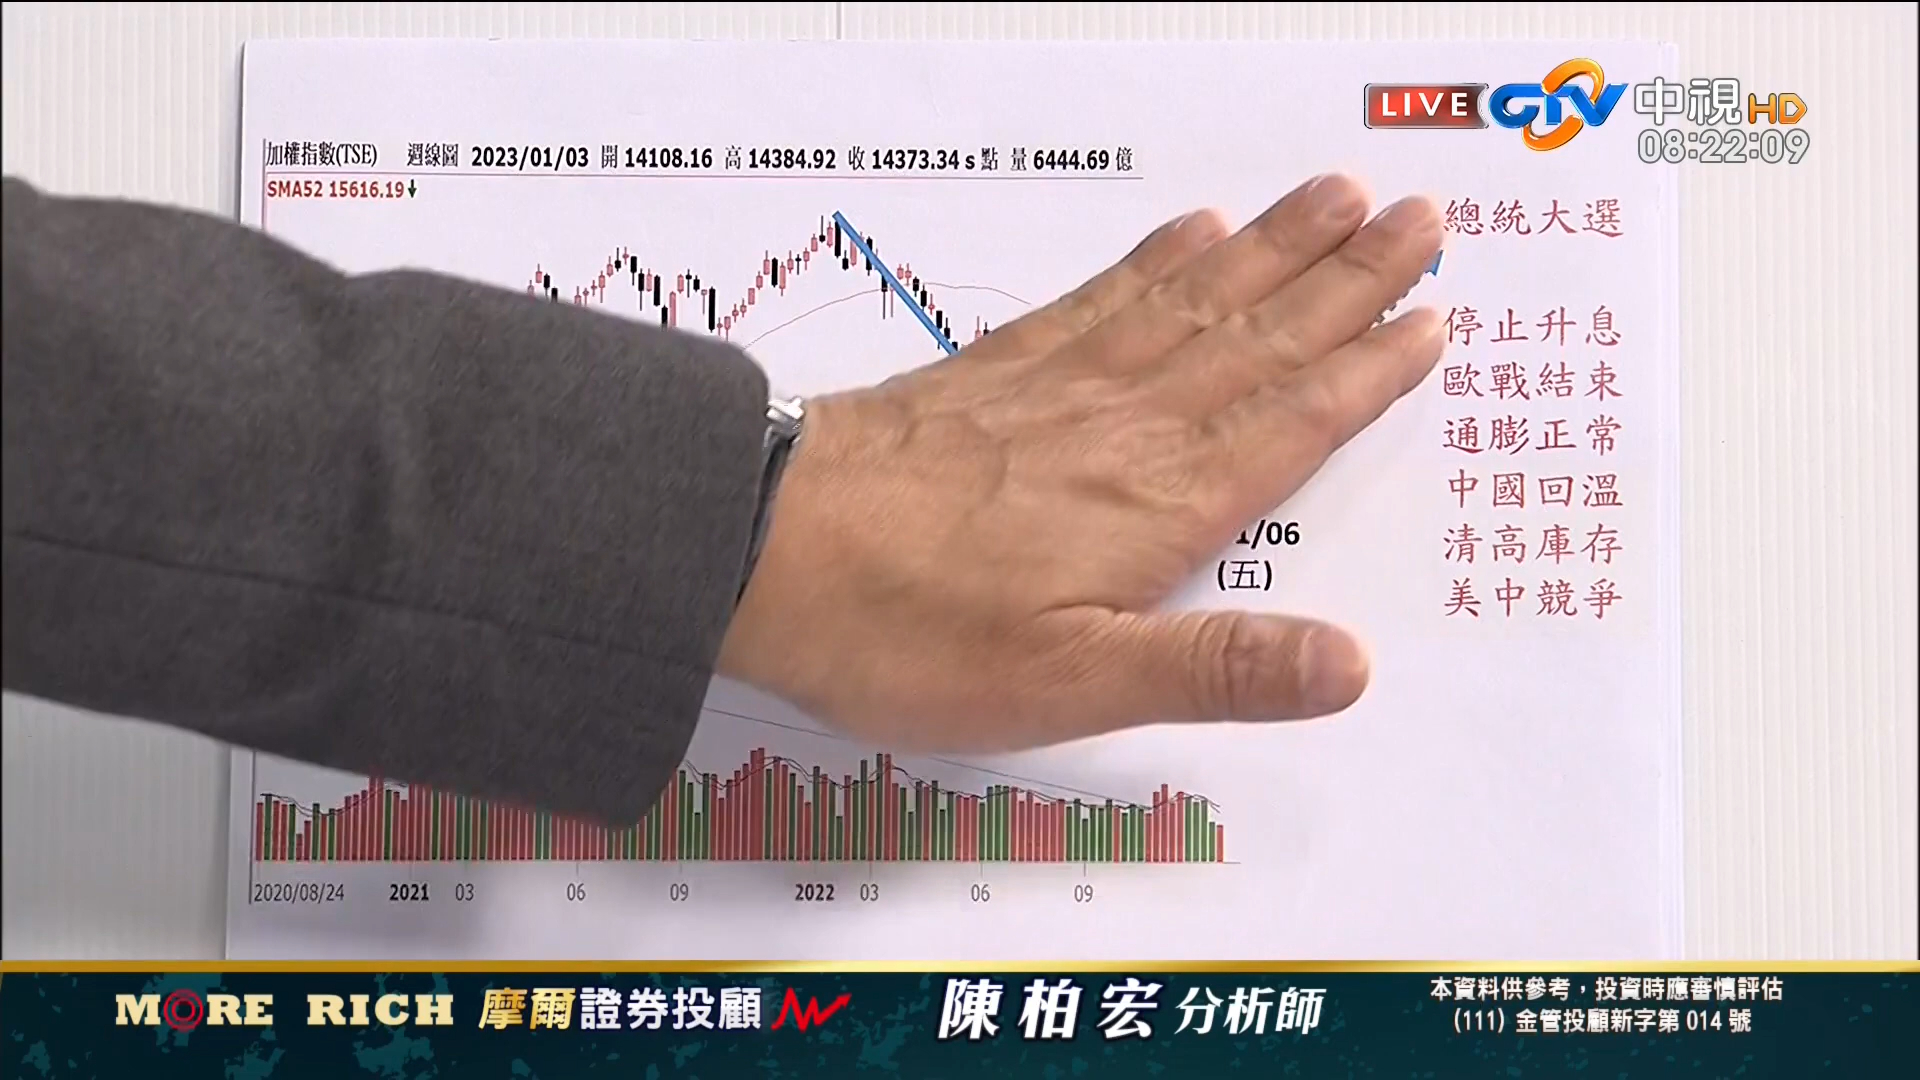 LIVE CTV 中視 HD
08:22:09
加權指數(TSE) 週線圖 2023/01/03 開 14108.16 高 14384.92 收 14373.34 s 點 量 6444.69 億
SMA52 15616.19↓
總統大選
停止升息
歐戰結束
通膨正常
中國回溫
清高庫存
美中競爭
1/06
(五)
2020/08/24 2021 03 06 09 2022 03 06 09
MORE RICH 摩爾證券投顧 陳柏宏 分析師
本資料供參考，投資時應審慎評估
(111) 金管投顧新字第 014 號